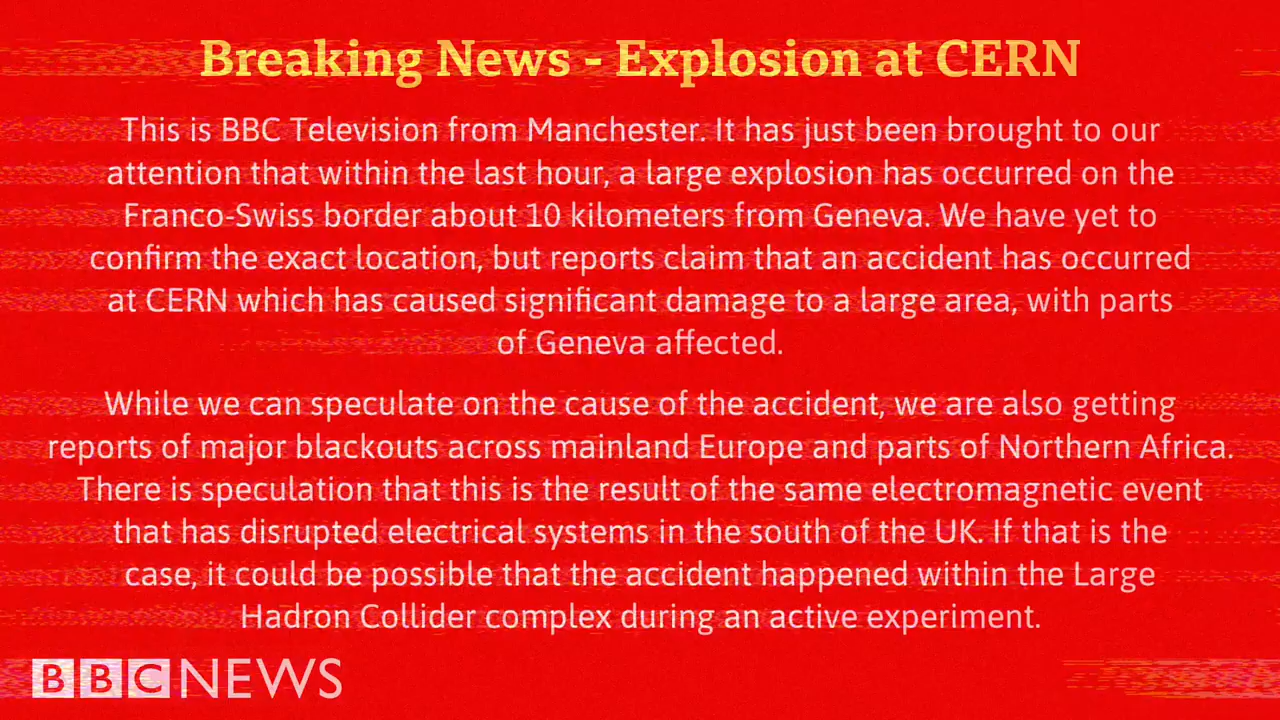 Breaking News - Explosion at CERN
This is BBC Television from Manchester. It has just been brought to our
attention that within the last hour, a large explosion has occurred on the
Franco-Swiss border about 10 kilometers from Geneva. We have yet to
confirm the exact location, but reports claim that an accident has occurred
at CERN which has caused significant damage to a large area, with parts
of Geneva affected.
While we can speculate on the cause of the accident, we are also getting
reports of major blackouts across mainland Europe and parts of Northern Africa.
There is speculation that this is the result of the same electromagnetic event
that has disrupted electrical systems in the south of the UK. If that is the
case, it could be possible that the accident happened within the Large
Hadron Collider complex during an active experiment.
BBC NEWS